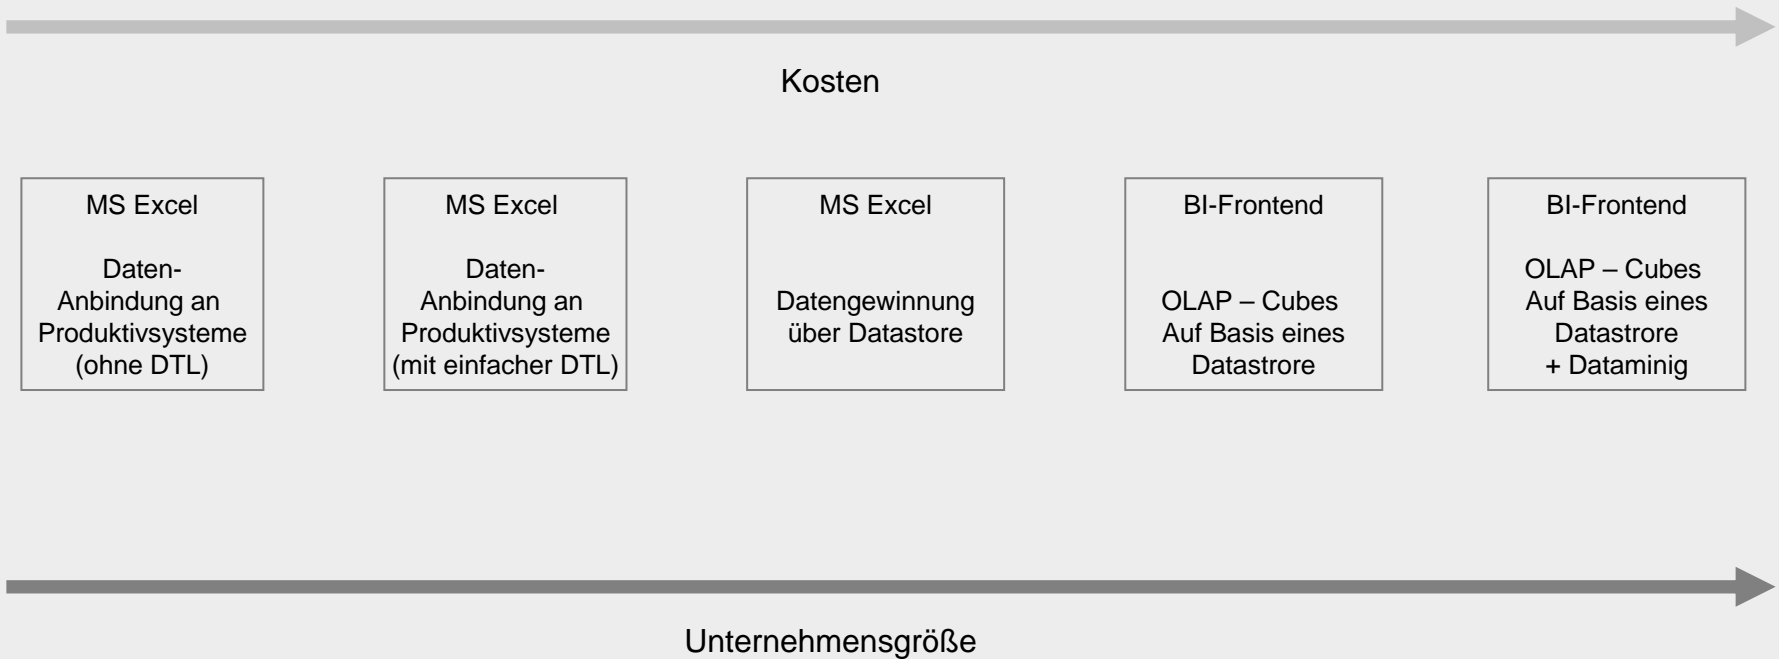 Kosten
MS Excel
Daten-
Anbindung an
Produktivsysteme
(ohne DTL)
MS Excel
Daten-
Anbindung an
Produktivsysteme
(mit einfacher DTL)
MS Excel
Datengewinnung
über Datastore
BI-Frontend
OLAP – Cubes
Auf Basis eines
Datastrore
BI-Frontend
OLAP – Cubes
Auf Basis eines
Datastrore
+ Dataminig
Unternehmensgröße